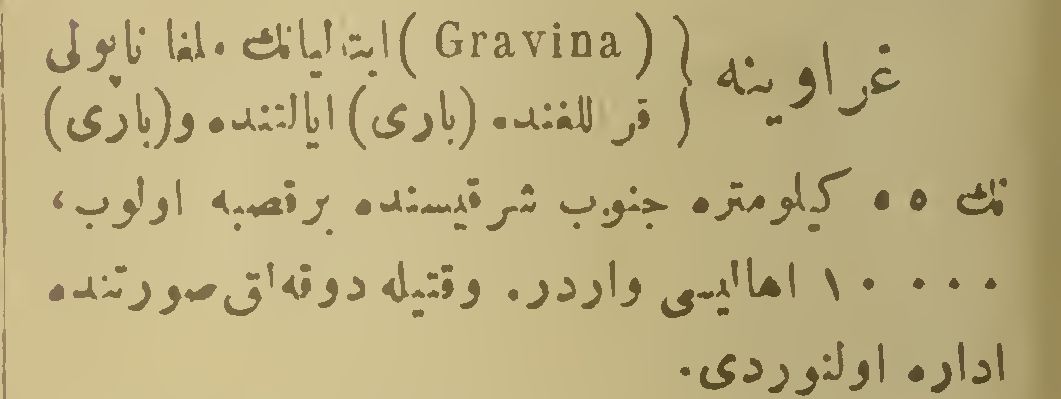 غراوینه (Gravina) ایتالیانك ملغا ناپولی
قراللغنده (باری) ایالتنده و(باری)
نك ٥٥ کیلومتره جنوب شرقیسنده برقصبه اولوب،
١٠٠٠٠ اهالیسی واردر. وقتیله دوقه‌لق صورتنده
اداره اولنوردی.